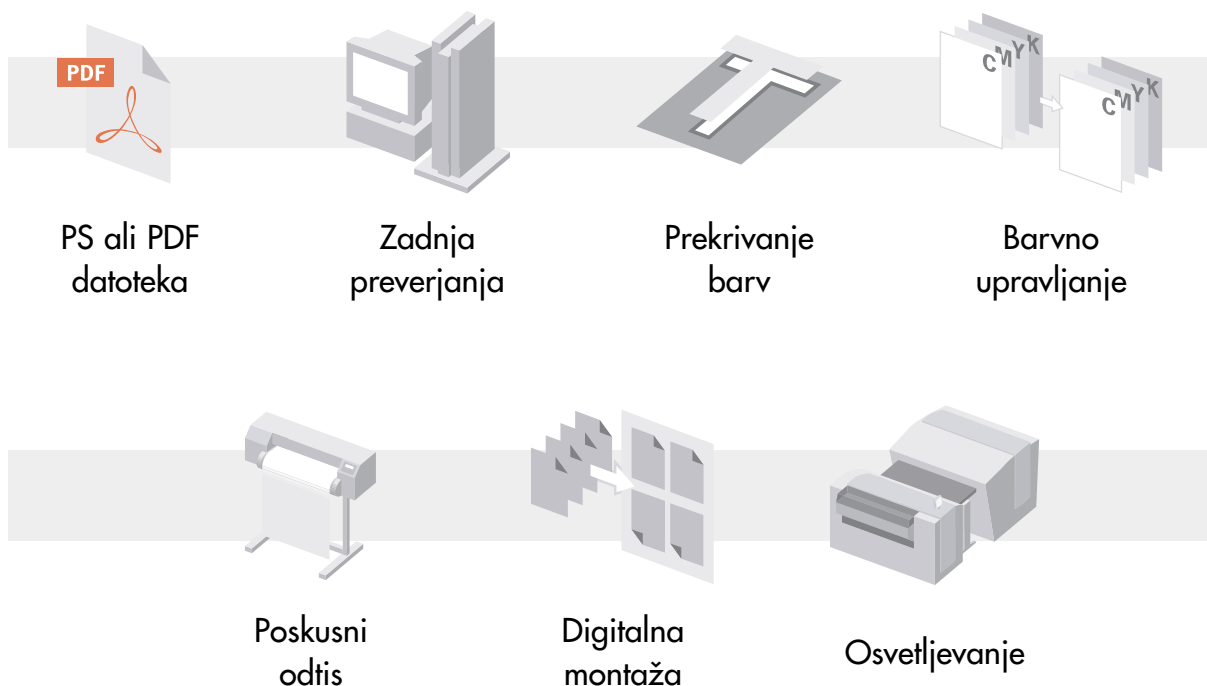 PDF
CMYK
CMYK
PS ali PDF
datoteka
Zadnja
preverjanja
Prekrivanje
barv
Barvno
upravljanje
Poskusni
odtis
Digitalna
montaža
Osvetljevanje